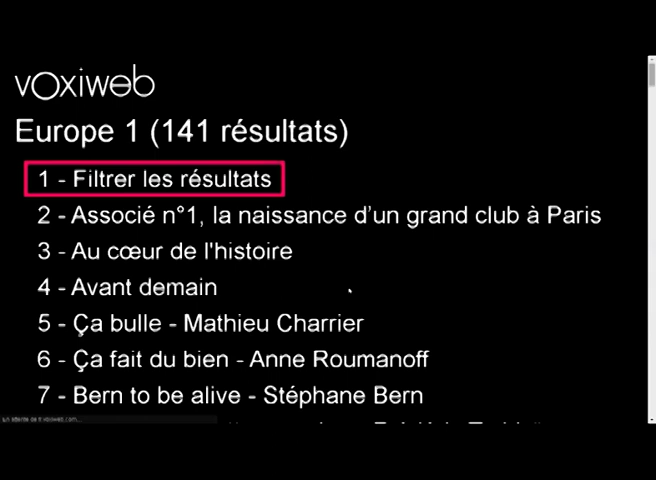 voxiweb
Europe 1 (141 résultats)
1 - Filtrer les résultats
2 - Associé n°1, la naissance d’un grand club à Paris
3 - Au cœur de l'histoire
4 - Avant demain
5 - Ça bulle - Mathieu Charrier
6 - Ça fait du bien - Anne Roumanoff
7 - Bern to be alive - Stéphane Bern